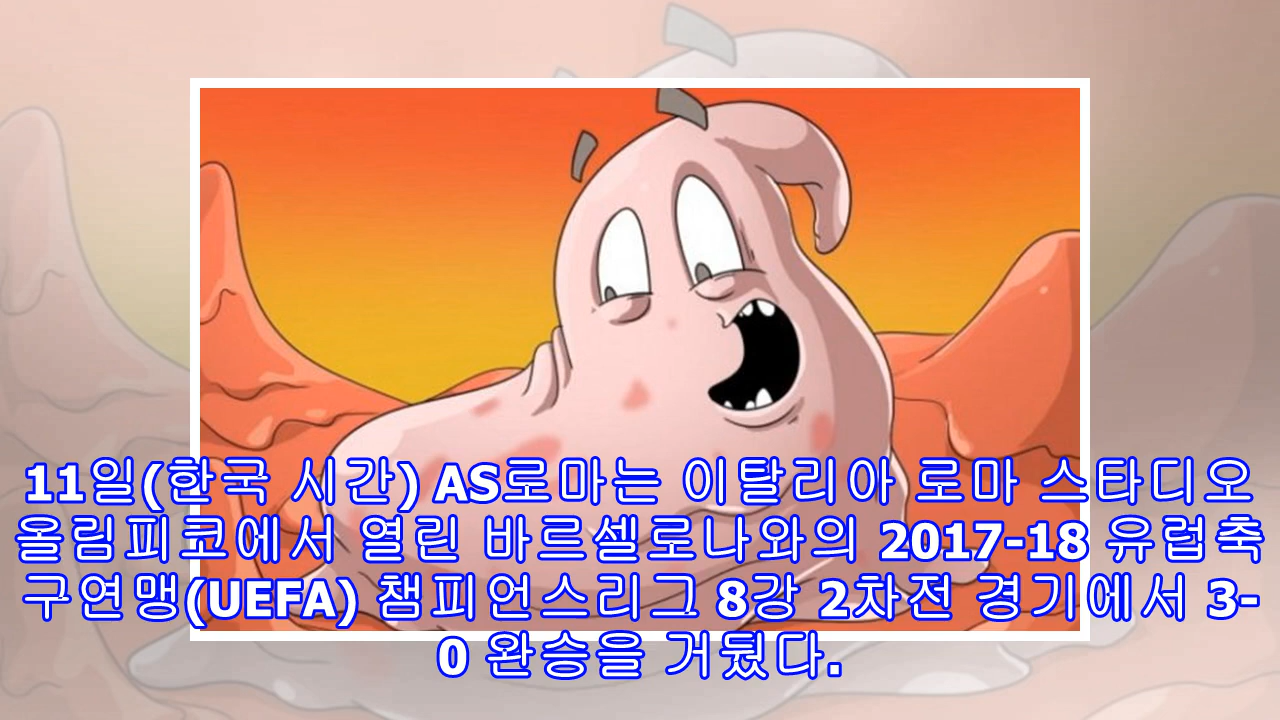 11일(한국 시간) AS로마는 이탈리아 로마 스타디오
올림피코에서 열린 바르셀로나와의 2017-18 유럽축
구연맹(UEFA) 챔피언스리그 8강 2차전 경기에서 3-
0 완승을 거뒀다.